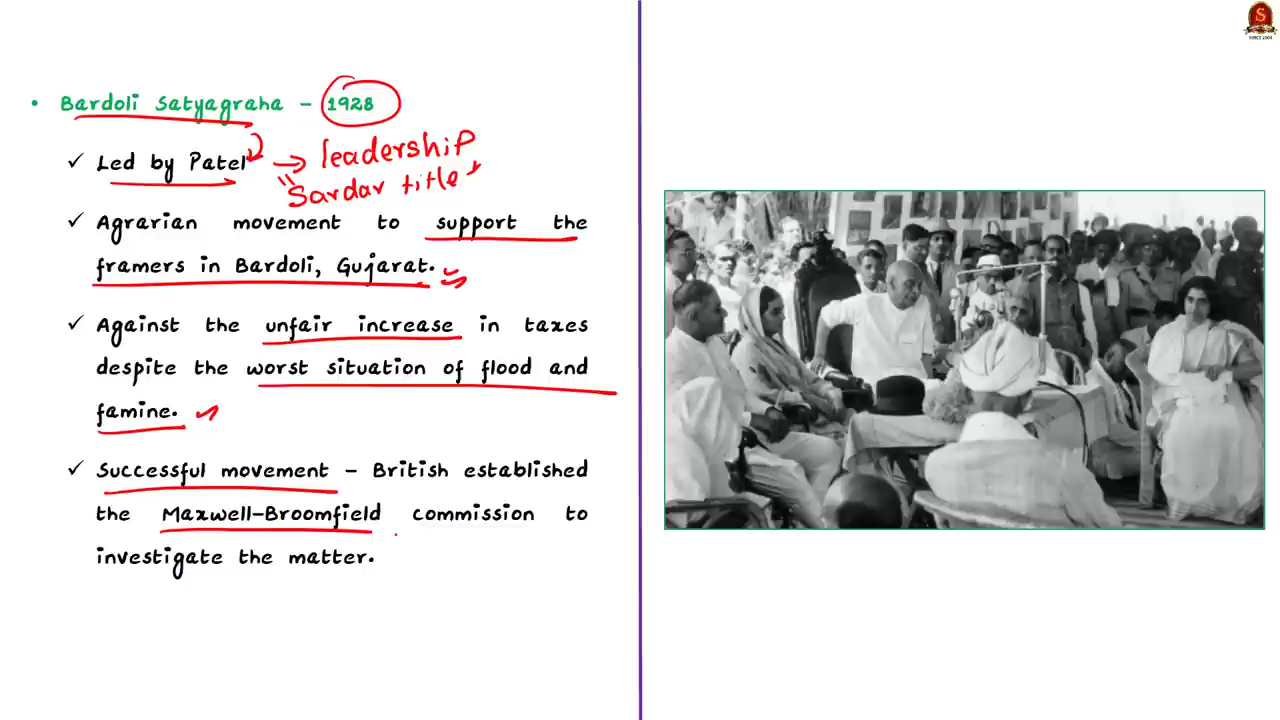 • Bardoli Satyagraha – 1928
✓ Led by Patel → leadership
"Sardar title"
✓ Agrarian movement to support the
framers in Bardoli, Gujarat.
✓ Against the unfair increase in taxes
despite the worst situation of flood and
famine.
✓ Successful movement – British established
the Maxwell-Broomfield commission to
investigate the matter.
S
SINCE 2004